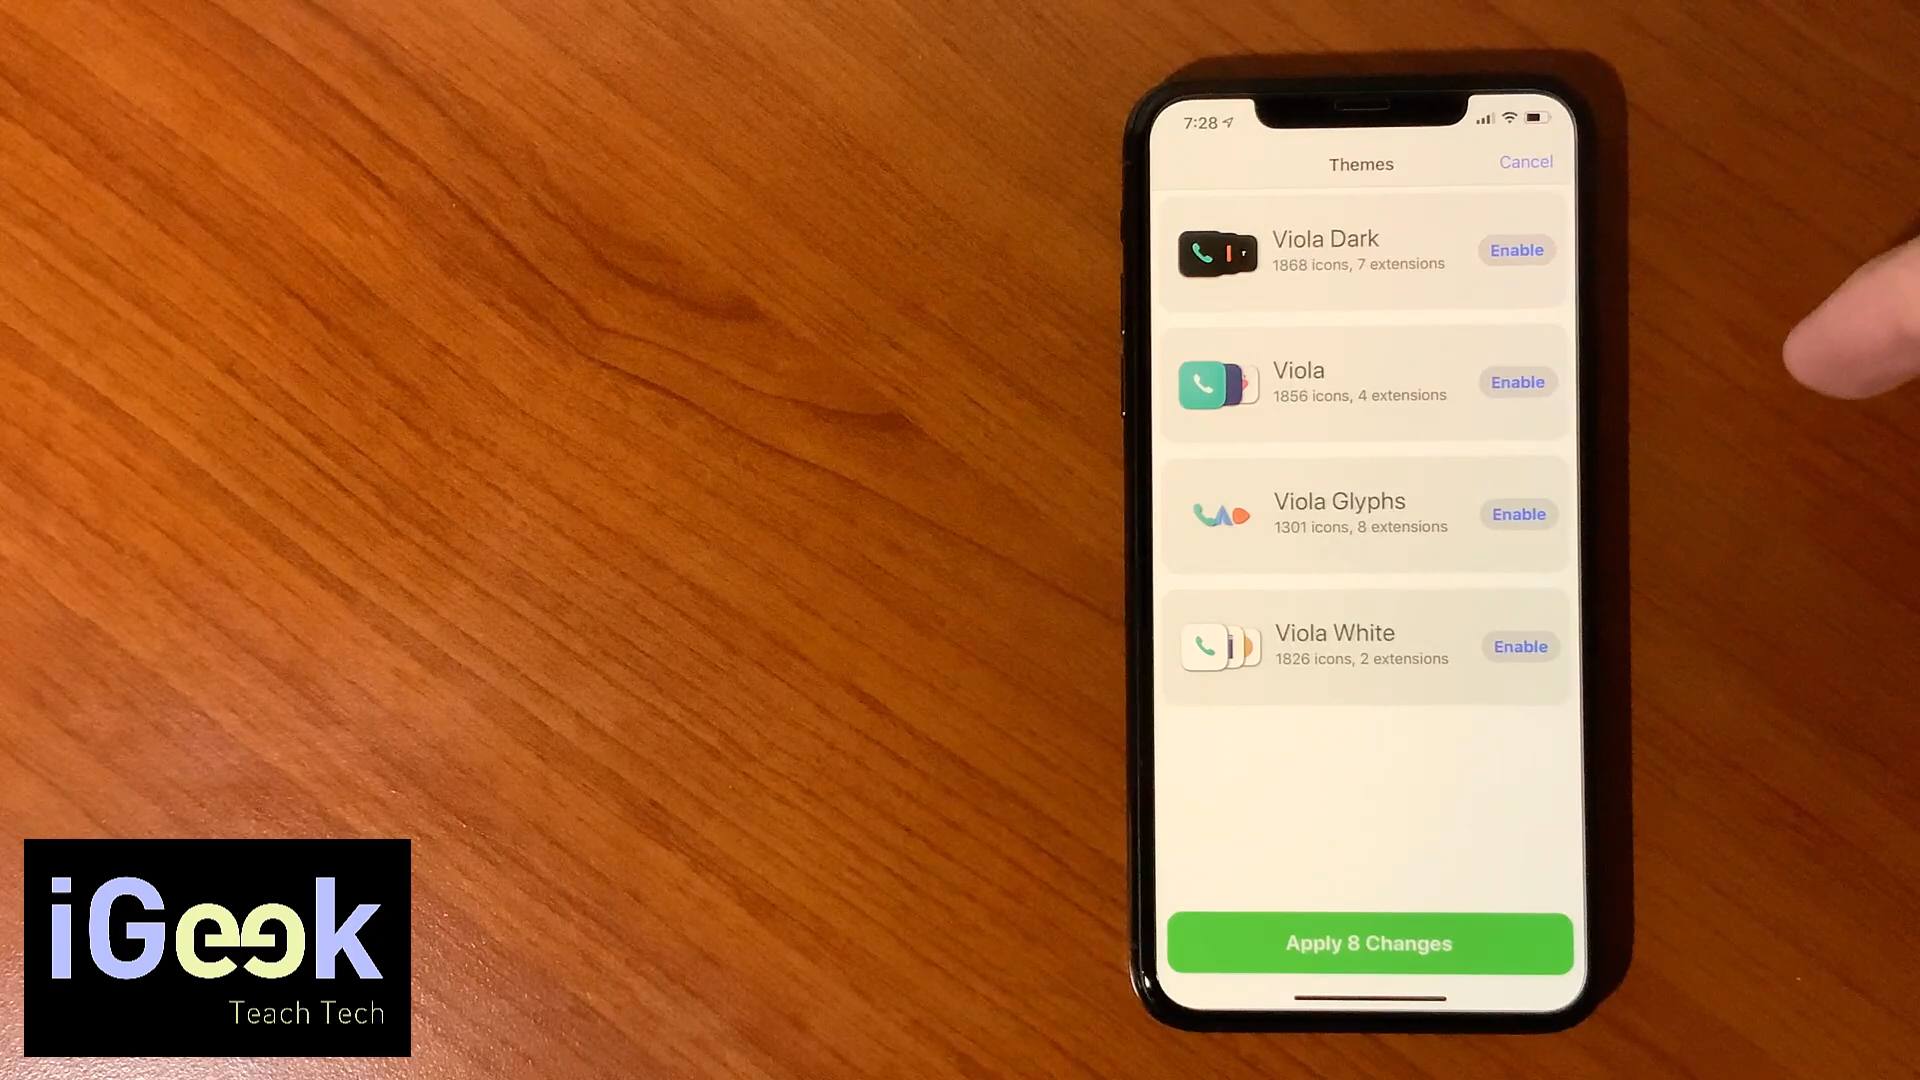 7:28
Themes
Cancel
Viola Dark
1868 icons, 7 extensions
Enable
Viola
1856 icons, 4 extensions
Enable
Viola Glyphs
1301 icons, 8 extensions
Enable
Viola White
1826 icons, 2 extensions
Enable
Apply 8 Changes
iGeek
Teach Tech